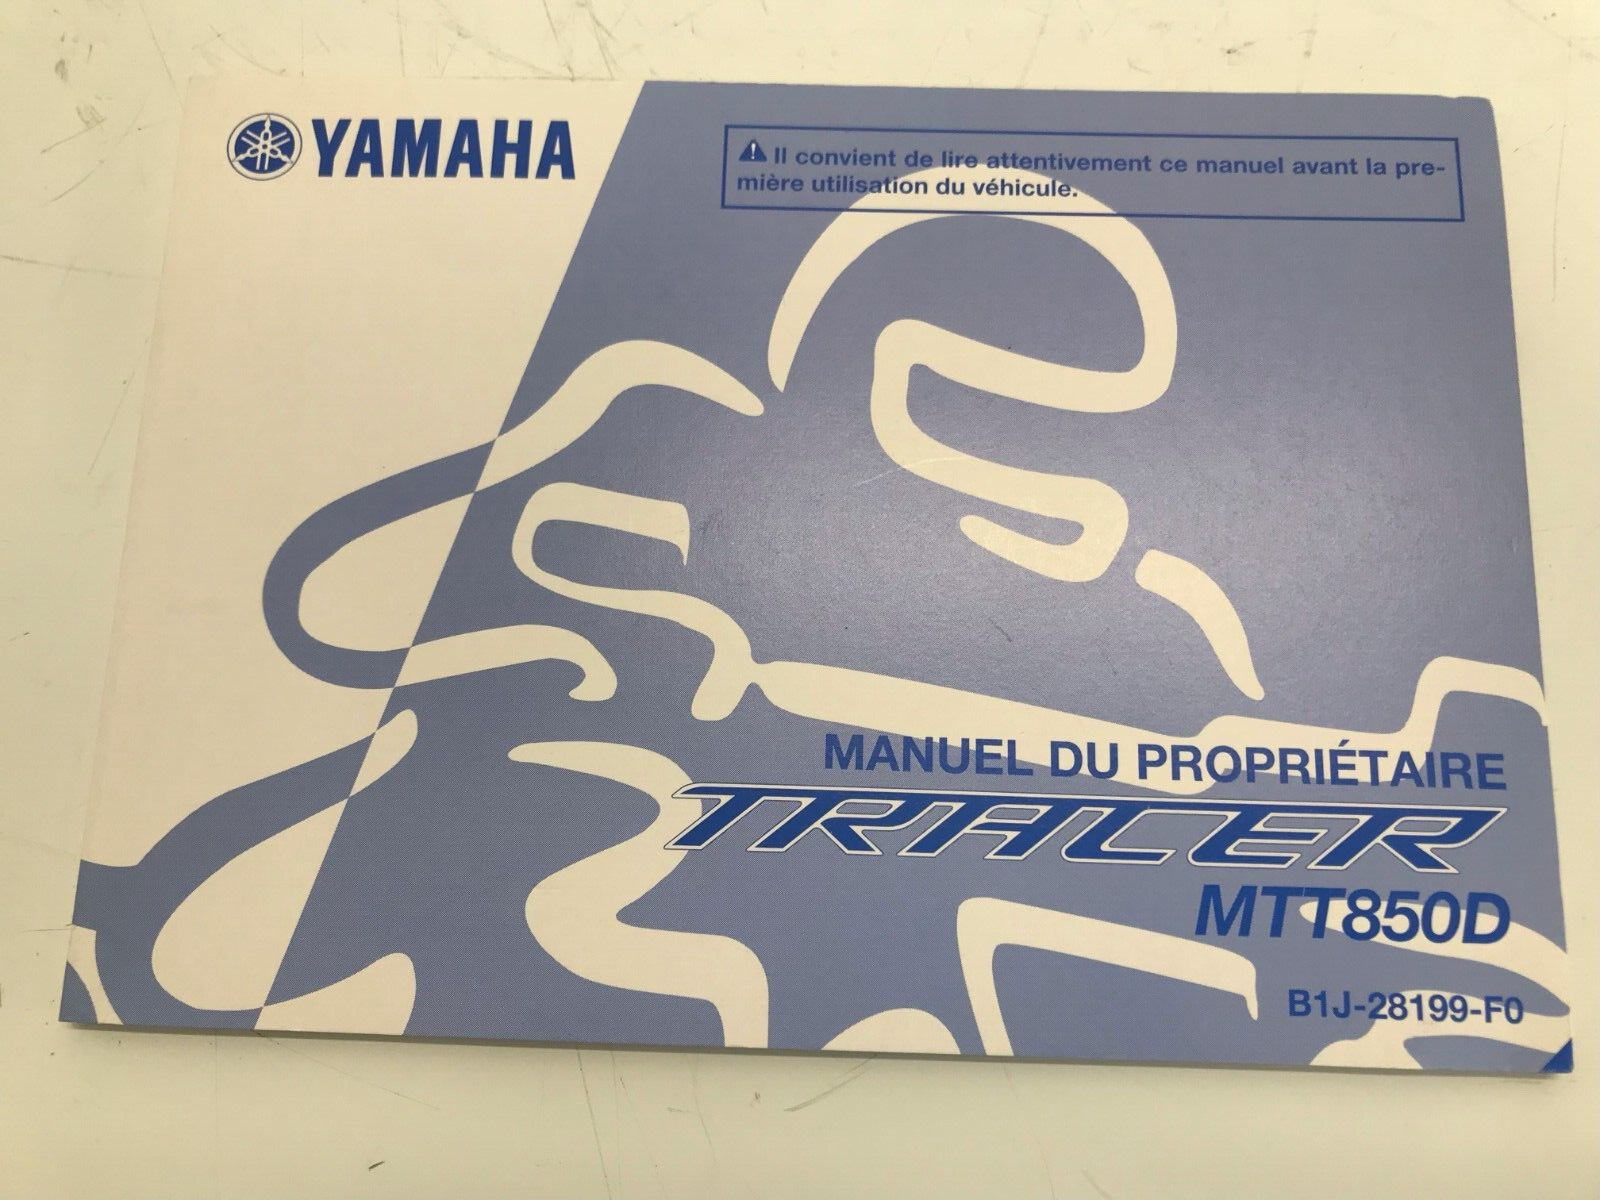 YAMAHA
Il convient de lire attentivement ce manuel avant la pre-
mière utilisation du véhicule.
MANUEL DU PROPRIÉTAIRE
TRACER
MTT850D
B1J-28199-F0